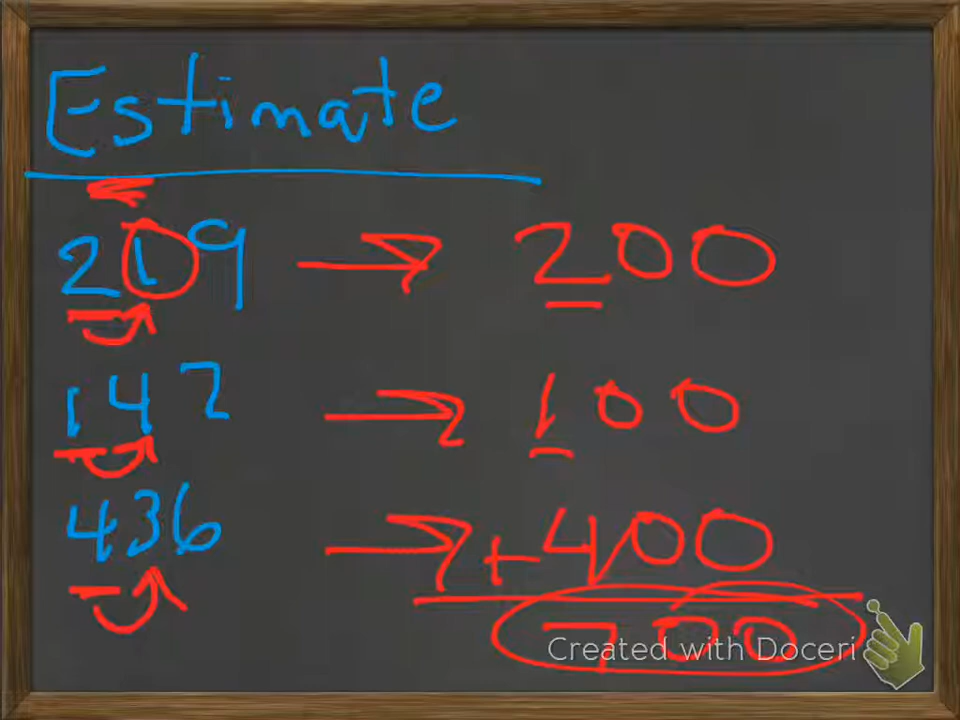 Estimate
209 → 200
142 → 100
436 → + 400
700
Created with Doceri